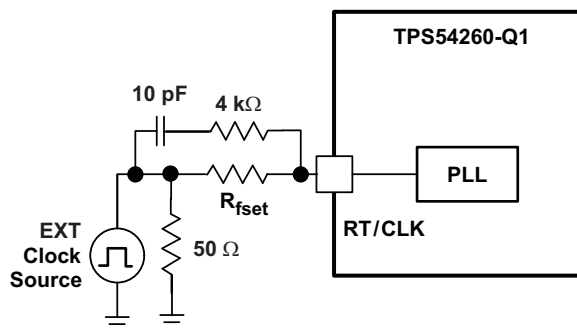 TPS54260-Q1
10 pF
4 kΩ
PLL
Rfset
RT/CLK
EXT
Clock
Source
50 Ω